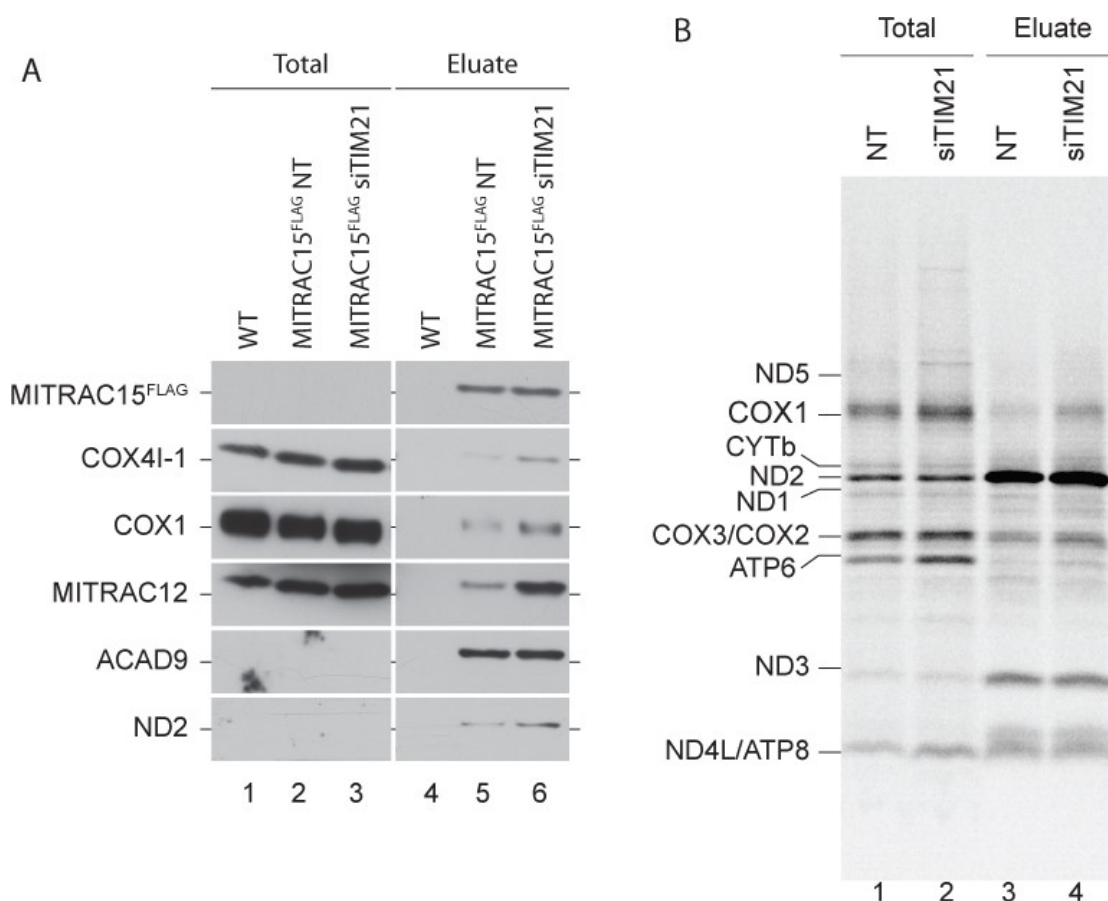 A
Total
Eluate
WT
MITRAC15FLAG NT
MITRAC15FLAG siTIM21
WT
MITRAC15FLAG NT
MITRAC15FLAG siTIM21
MITRAC15FLAG
COX4I-1
COX1
MITRAC12
ACAD9
ND2
1 2 3 4 5 6
B
Total
Eluate
NT
siTIM21
NT
siTIM21
ND5
COX1
CYTb
ND2
ND1
COX3/COX2
ATP6
ND3
ND4L/ATP8
1 2 3 4